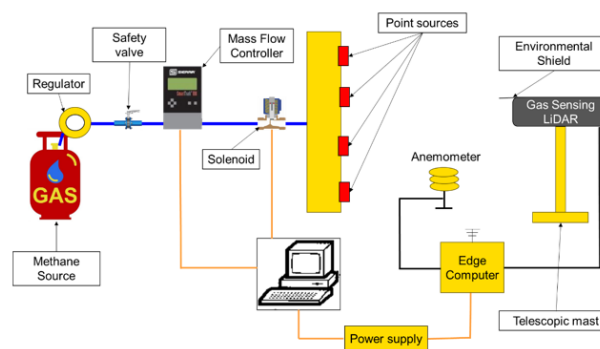 Safety
valve
Mass Flow
Controller
Point sources
Environmental
Shield
Regulator
Gas Sensing
LiDAR
Solenoid
Anemometer
GAS
Methane
Source
Edge
Computer
Telescopic mast
Power supply